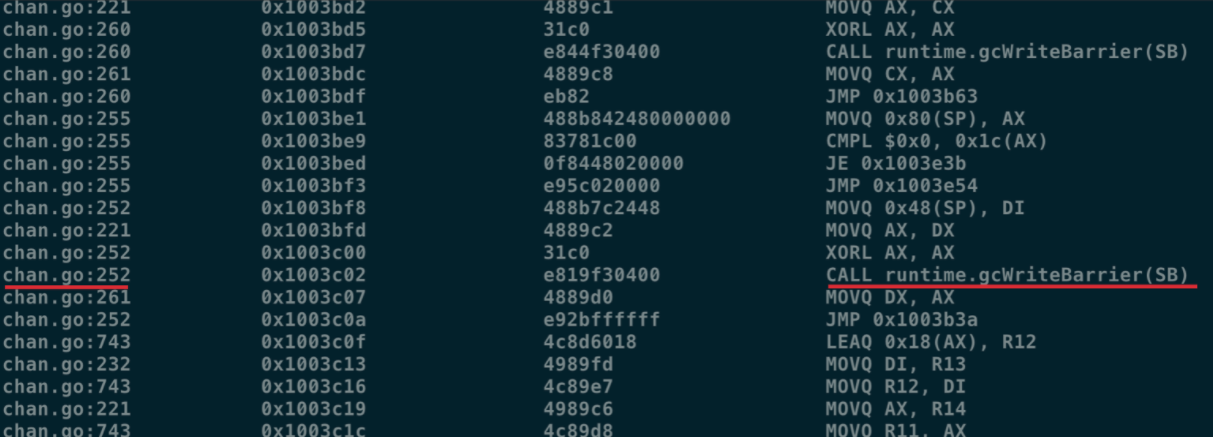 chan.go:221 0x1003bd2 4889c1 MOVQ AX, CX
chan.go:260 0x1003bd5 31c0 XORL AX, AX
chan.go:260 0x1003bd7 e844f30400 CALL runtime.gcWriteBarrier(SB)
chan.go:261 0x1003bdc 4889c8 MOVQ CX, AX
chan.go:260 0x1003bdf eb82 JMP 0x1003b63
chan.go:255 0x1003be1 488b842480000000 MOVQ 0x80(SP), AX
chan.go:255 0x1003be9 83781c00 CMPL $0x0, 0x1c(AX)
chan.go:255 0x1003bed 0f8448020000 JE 0x1003e3b
chan.go:255 0x1003bf3 e95c020000 JMP 0x1003e54
chan.go:252 0x1003bf8 488b7c2448 MOVQ 0x48(SP), DI
chan.go:221 0x1003bfd 4889c2 MOVQ AX, DX
chan.go:252 0x1003c00 31c0 XORL AX, AX
chan.go:252 0x1003c02 e819f30400 CALL runtime.gcWriteBarrier(SB)
chan.go:261 0x1003c07 4889d0 MOVQ DX, AX
chan.go:252 0x1003c0a e92bffffff JMP 0x1003b3a
chan.go:743 0x1003c0f 4c8d6018 LEAQ 0x18(AX), R12
chan.go:232 0x1003c13 4989fd MOVQ DI, R13
chan.go:743 0x1003c16 4c89e7 MOVQ R12, DI
chan.go:221 0x1003c19 4989c6 MOVQ AX, R14
chan.go:743 0x1003c1c 4c89d8 MOVQ R11, AX